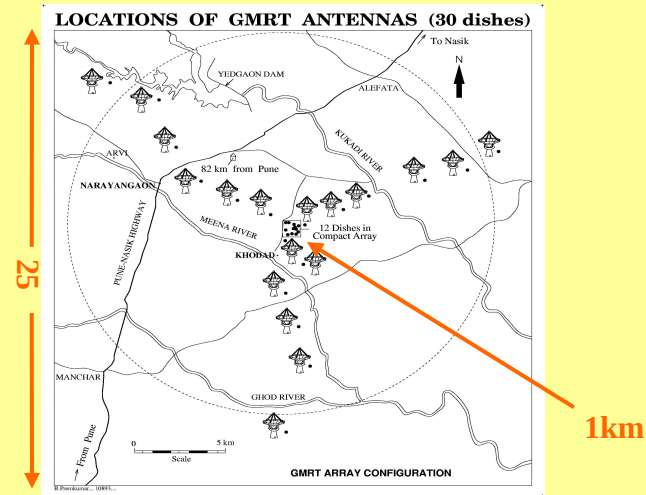 LOCATIONS OF GMRT ANTENNAS (30 dishes)
To Nasik
N
YEDGAON DAM
ALEFATA
KUKADI RIVER
ARVI
82 km from Pune
NARAYANGAON
MEENA RIVER
12 Dishes in
Compact Array
PUNE-NASIK HIGHWAY
KHODAD
25
MANCHAR
GHOD RIVER
1km
From Pune
0 5 km
Scale
GMRT ARRAY CONFIGURATION
B.Premkumar... 10893....